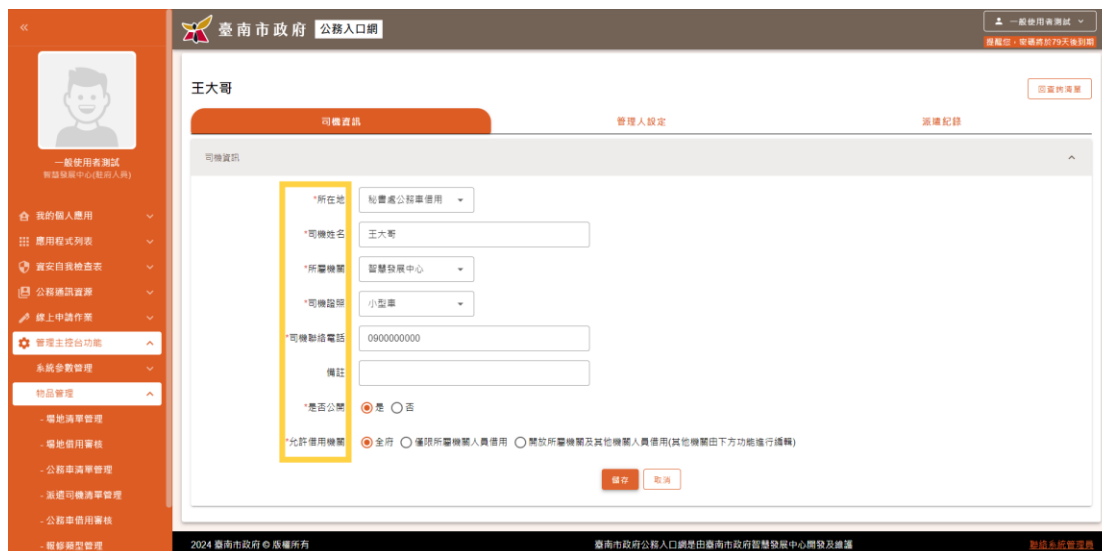 «
臺南市政府 公務入口網
一般使用者測試
提醒您，密碼將於79天後到期
一般使用者測試
智慧發展中心(駐府人員)
我的個人應用
應用程式列表
資安自我檢查表
公務通訊資源
線上申請作業
管理主控台功能
系統參數管理
物品管理
- 場地清單管理
- 場地借用審核
- 公務車清單管理
- 派遣司機清單管理
- 公務車借用審核
- 報修類型管理
王大哥
回查詢清單
司機資訊
管理人設定
派遣紀錄
司機資訊
*所在地 秘書處公務車借用
*司機姓名 王大哥
*所屬機關 智慧發展中心
*司機證照 小型車
*司機聯絡電話 0900000000
備註
*是否公開 是 否
*允許借用機關 全府 僅限所屬機關人員借用 開放所屬機關及其他機關人員借用(其他機關由下方功能進行編輯)
儲存 取消
2024 臺南市政府 © 版權所有
臺南市政府公務入口網是由臺南市政府智慧發展中心開發及維護
聯絡系統管理員